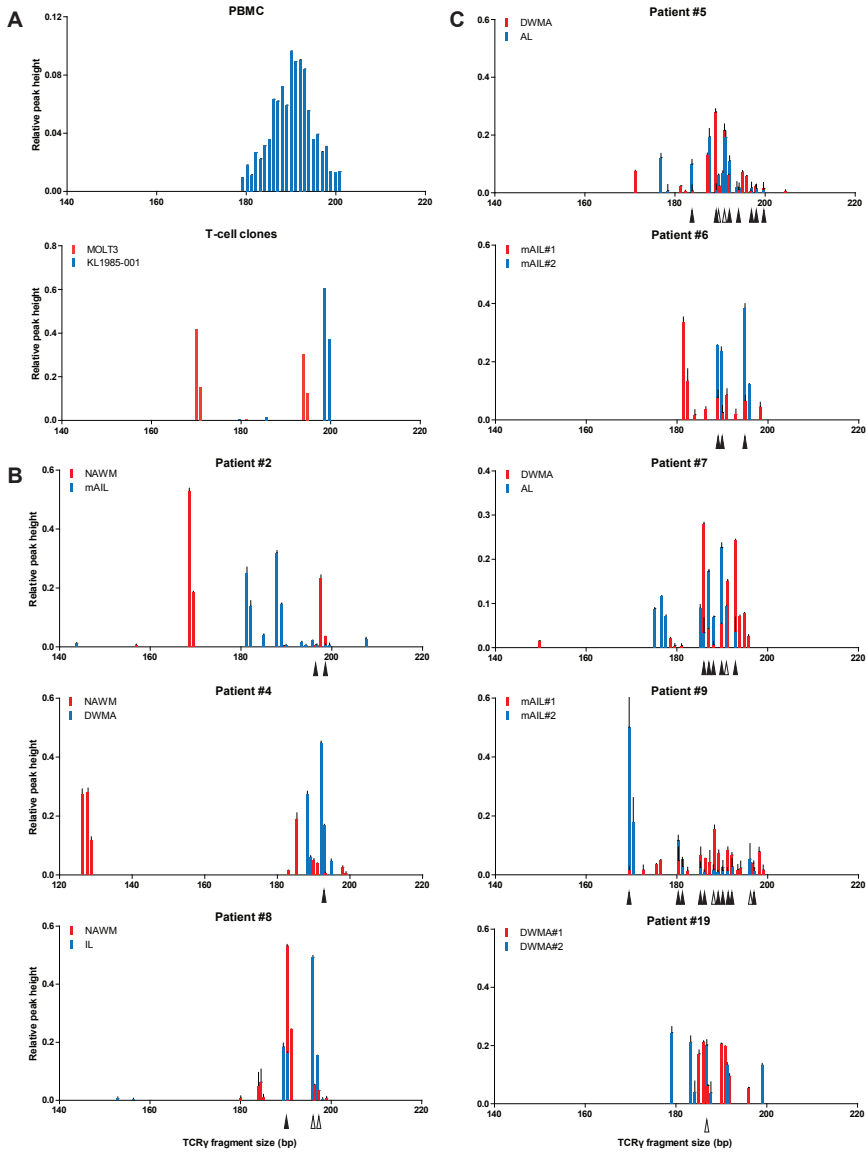 A
PBMC
0.12
0.08
0.04
0.00
Relative peak height
140 160 180 200 220
T-cell clones
MOLT3
KL1985-001
0.8
0.6
0.4
0.2
0.0
Relative peak height
140 160 180 200 220
B
Patient #2
NAWM
mAIL
0.6
0.4
0.2
0.0
Relative peak height
140 160 180 200 220
Patient #4
NAWM
DWMA
0.6
0.4
0.2
0.0
Relative peak height
120 140 160 180 200 220
Patient #8
NAWM
IL
0.6
0.4
0.2
0.0
Relative peak height
140 160 180 200 220
TCRγ fragment size (bp)
C
Patient #5
DWMA
AL
0.6
0.4
0.2
0.0
140 160 180 200 220
Patient #6
mAIL#1
mAIL#2
0.6
0.4
0.2
0.0
140 160 180 200 220
Patient #7
DWMA
AL
0.4
0.3
0.2
0.1
0.0
140 160 180 200 220
Patient #9
mAIL#1
mAIL#2
0.6
0.4
0.2
0.0
140 160 180 200 220
Patient #19
DWMA#1
DWMA#2
0.6
0.4
0.2
0.0
140 160 180 200 220
TCRγ fragment size (bp)